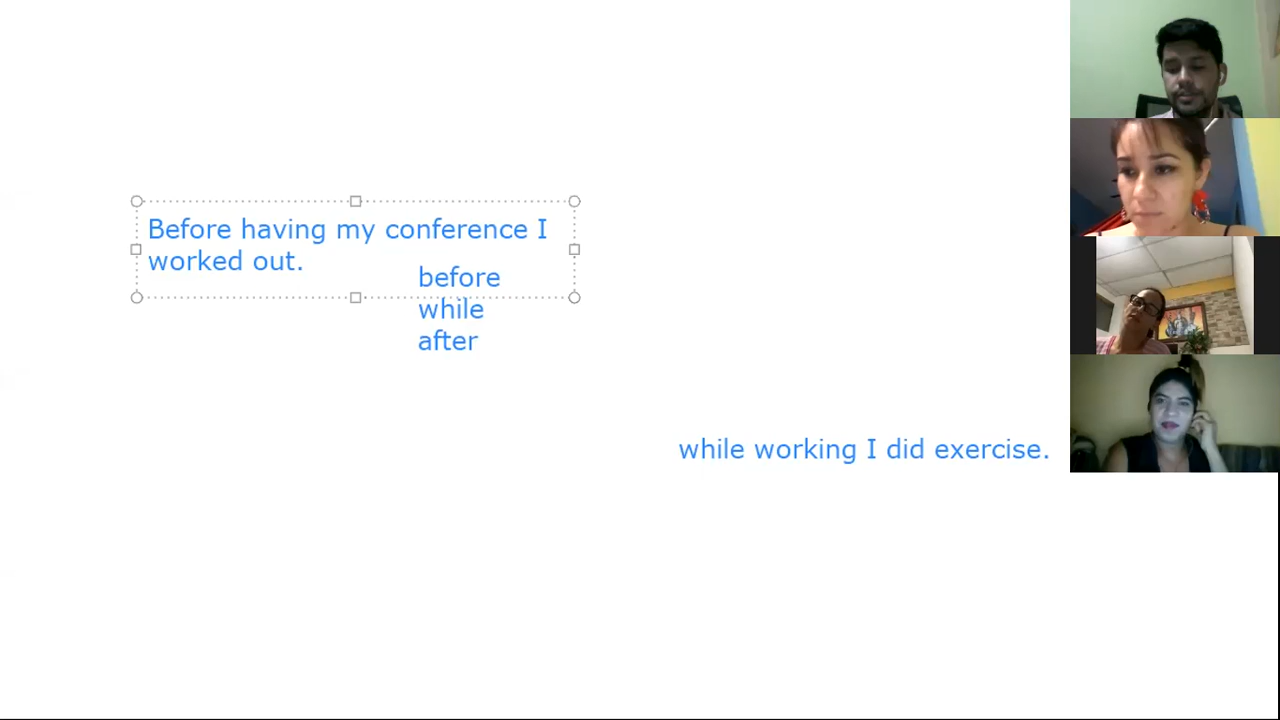 Before having my conference I
worked out.
before
while
after
while working I did exercise.